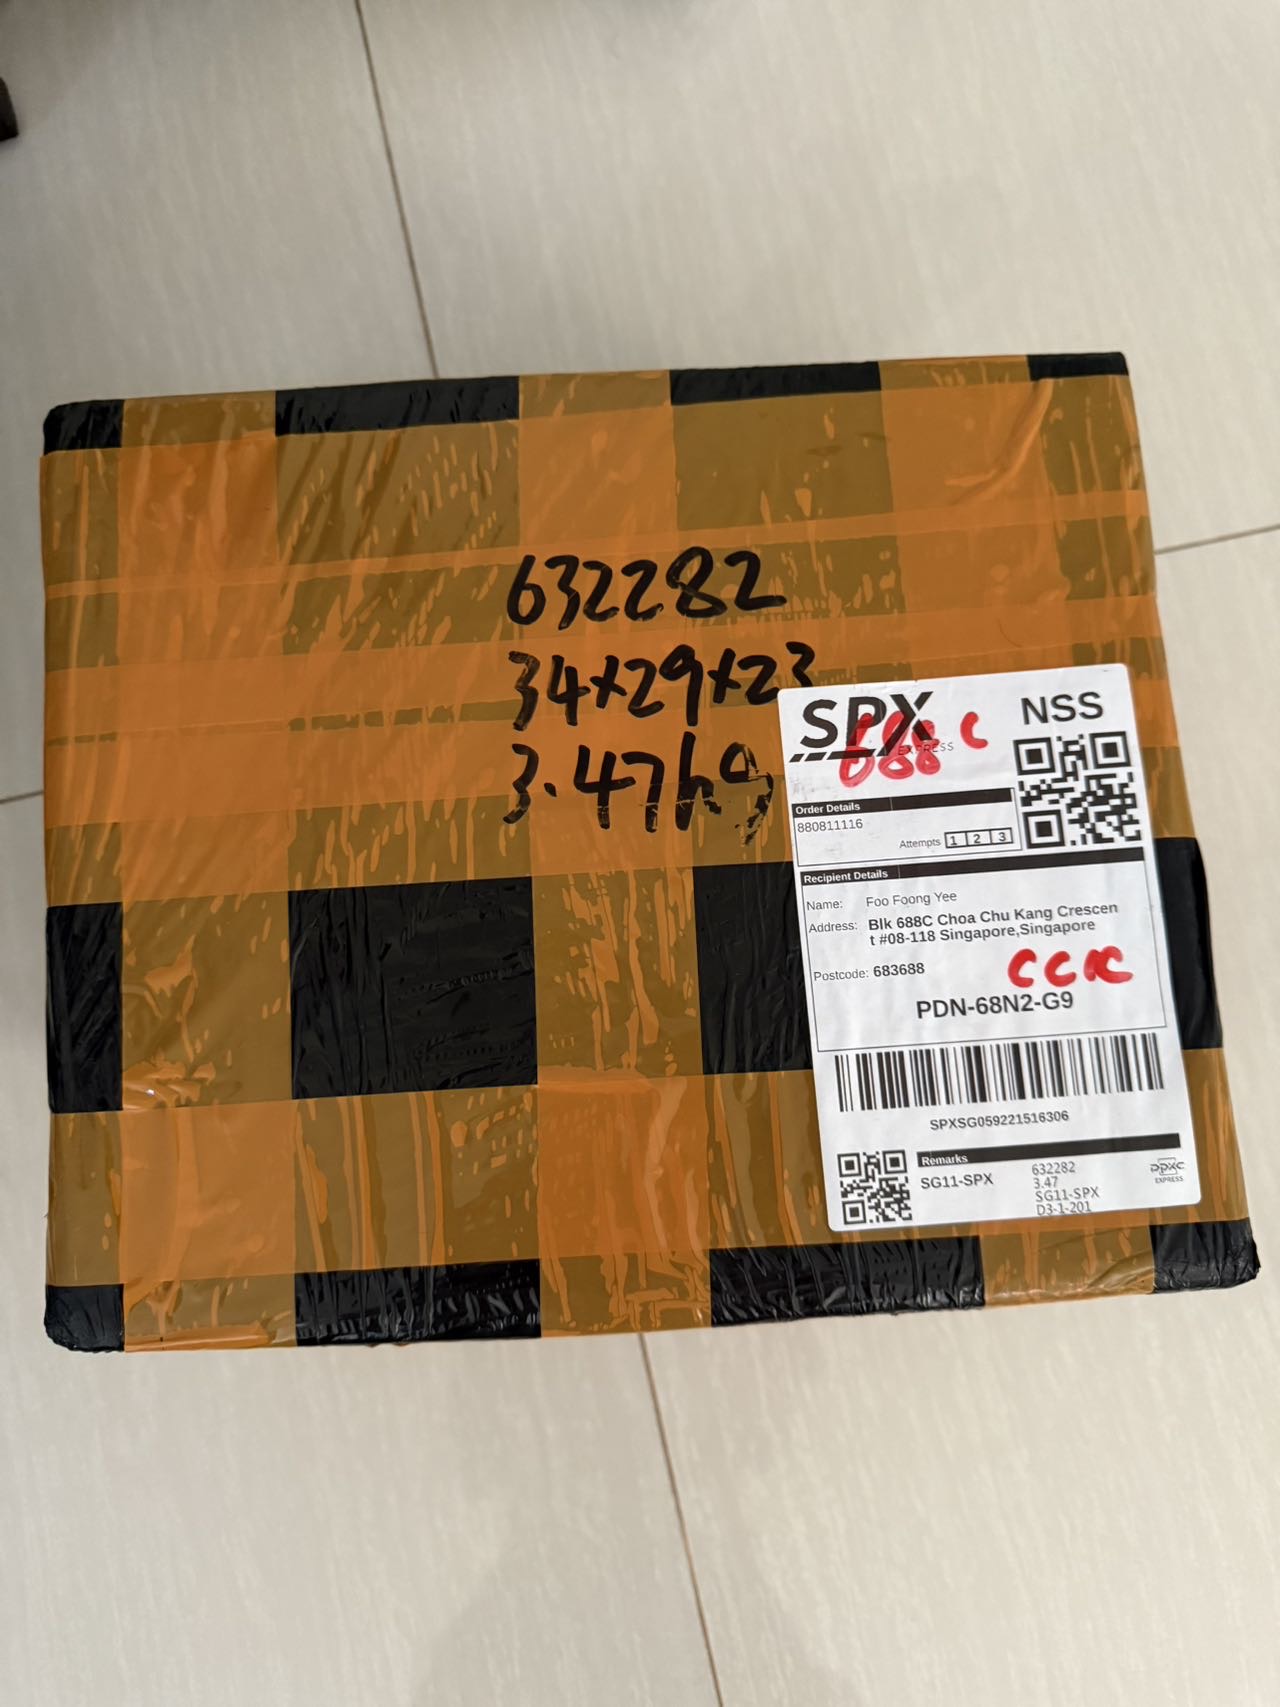 632282
34x29x23
3.47kg
SPX
EXPRESS
688 C
NSS
Order Details
880811116
Attempts 1 2 3
Recipient Details
Name: Foo Foong Yee
Address: Blk 688C Choa Chu Kang Crescen
t #08-118 Singapore,Singapore
Postcode: 683688
CCK
PDN-68N2-G9
SPXSG059221516306
Remarks
SG11-SPX
632282
3.47
SG11-SPX
D3-1-201
EXPRESS